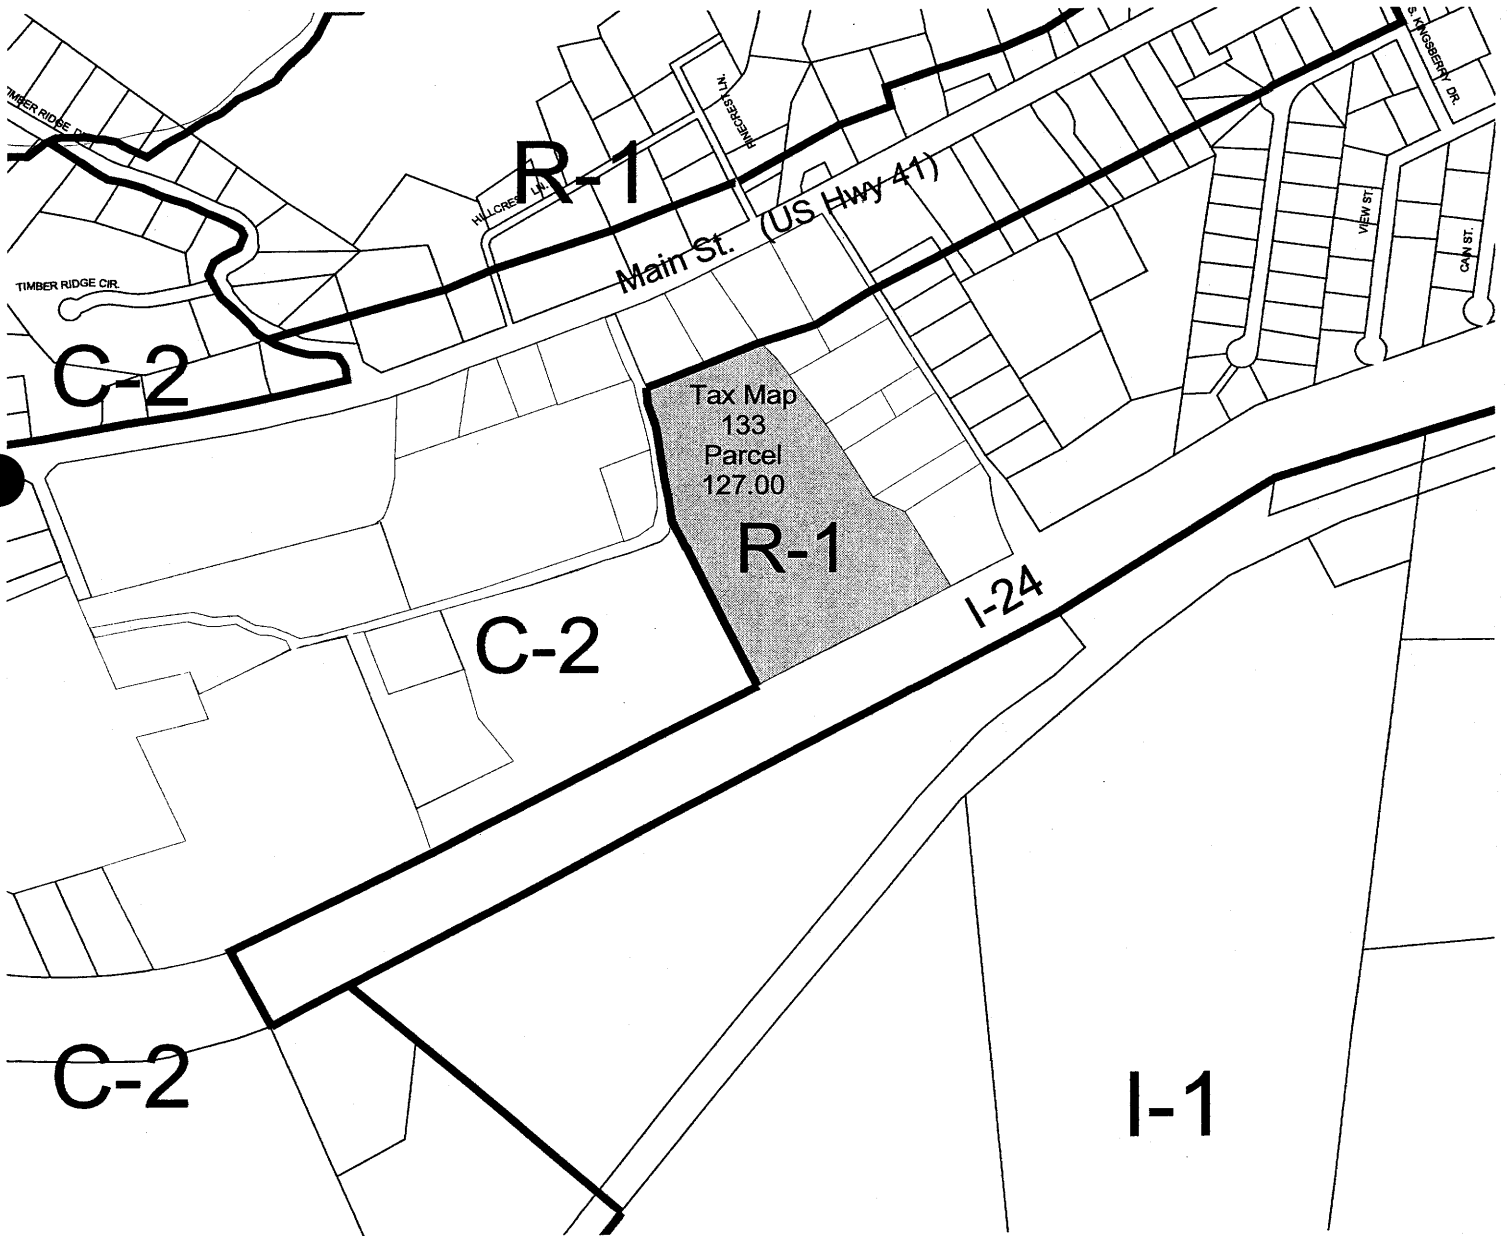 S. KINGSBERRY DR.
TIMBER RIDGE D
PINECREST LN.
R-1
HILLCREST LN.
Main St. (US Hwy 41)
VIEW ST.
CAIN ST.
TIMBER RIDGE CIR.
C-2
Tax Map
133
Parcel
127.00
R-1
I-24
C-2
C-2
I-1